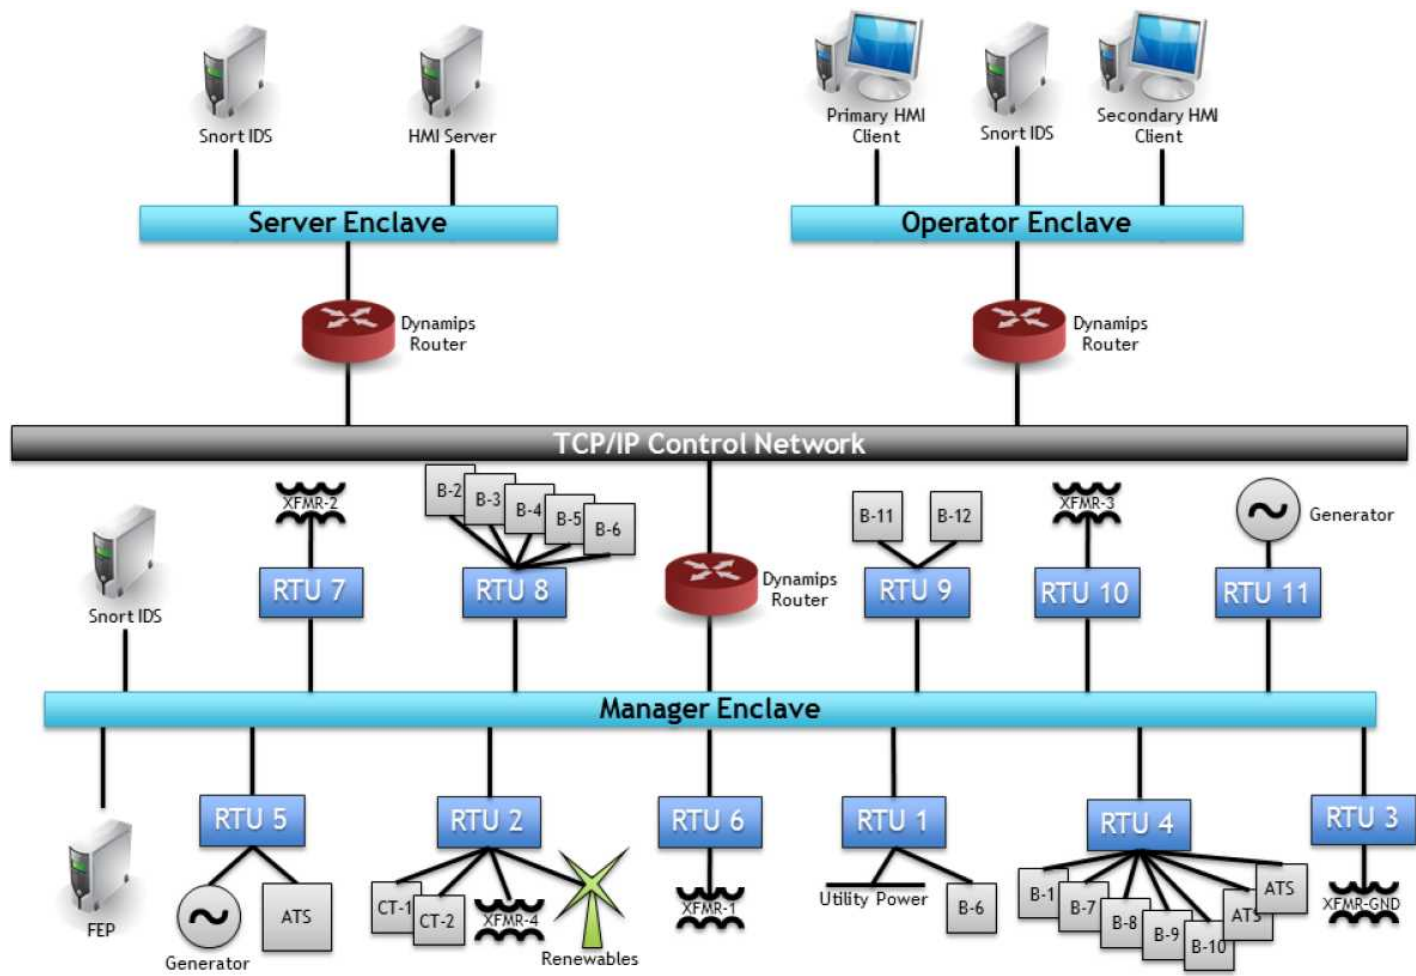 Snort IDS
HMI Server
Primary HMI
Client
Snort IDS
Secondary HMI
Client
Server Enclave
Operator Enclave
Dynamips
Router
Dynamips
Router
TCP/IP Control Network
XFMR-2
B-2
B-3
B-4
B-5
B-6
B-11
B-12
XFMR-3
Generator
Snort IDS
RTU 7
RTU 8
Dynamips
Router
RTU 9
RTU 10
RTU 11
Manager Enclave
RTU 5
RTU 2
RTU 6
RTU 1
RTU 4
RTU 3
FEP
Generator
ATS
CT-1
CT-2
XFMR-4
Renewables
XFMR-1
Utility Power
B-6
B-1
B-7
B-8
B-9
B-10
ATS
ATS
XFMR-GND